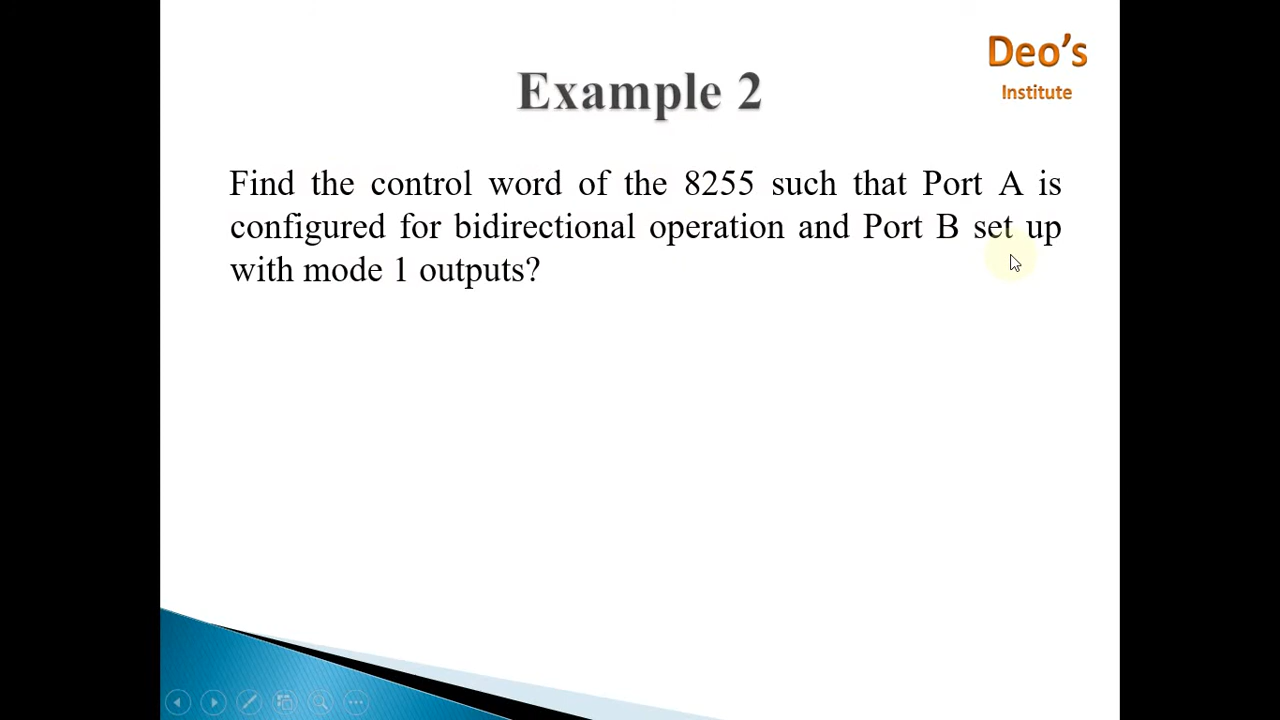 Deo's
Institute
Example 2
Find the control word of the 8255 such that Port A is
configured for bidirectional operation and Port B set up
with mode 1 outputs?